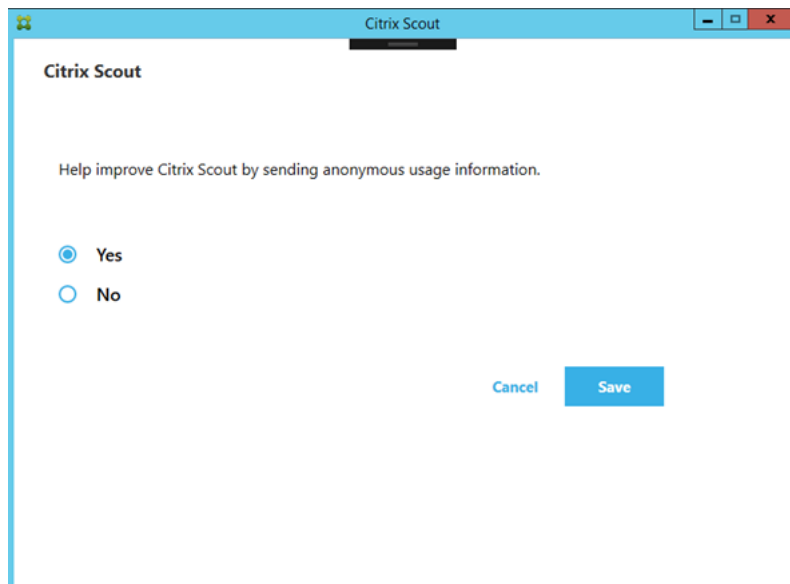 Citrix Scout
Citrix Scout
Help improve Citrix Scout by sending anonymous usage information.
Yes
No
Cancel
Save